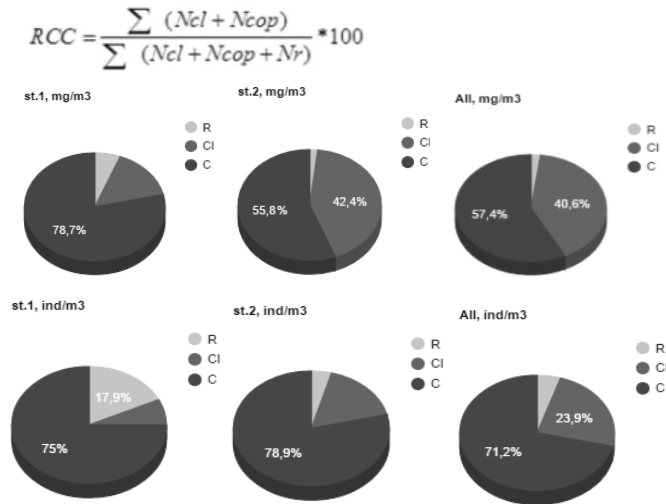 RCC = ∑ (Ncl + Ncop) / ∑ (Ncl + Ncop + Nr) *100
st.1, mg/m3
R
Cl
C
78,7%
st.2, mg/m3
R
Cl
C
55,8%
42,4%
All, mg/m3
R
Cl
C
57,4%
40,6%
st.1, ind/m3
R
Cl
C
17,9%
75%
st.2, ind/m3
R
Cl
C
78,9%
All, ind/m3
R
Cl
C
23,9%
71,2%